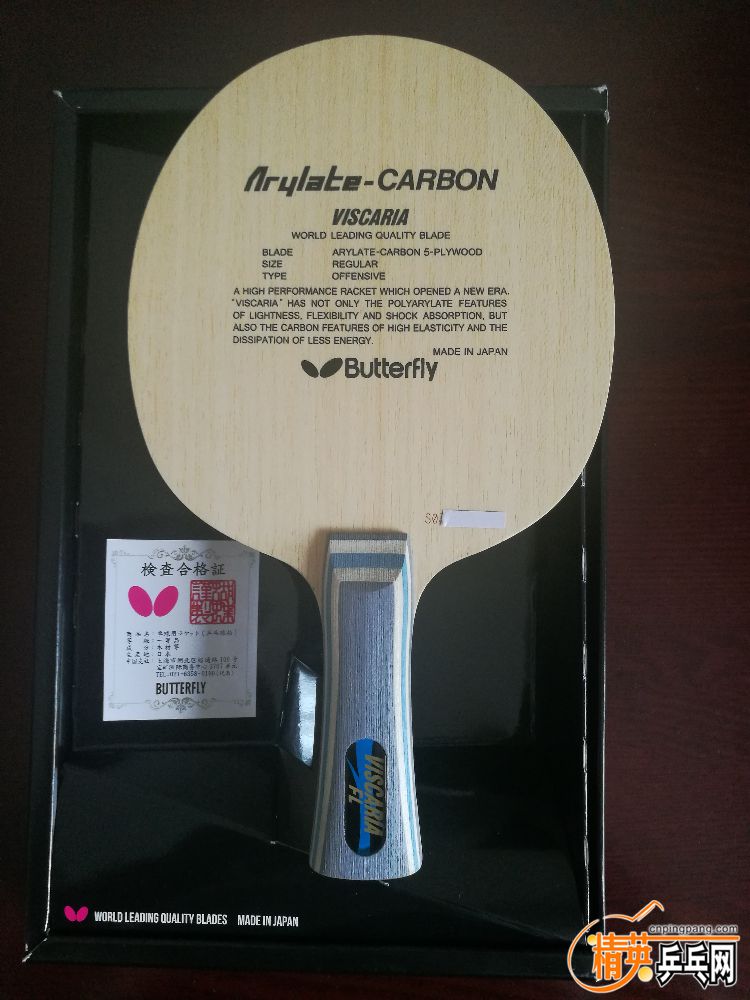 Arylate-CARBON
VISCARIA
WORLD LEADING QUALITY BLADE
BLADE ARYLATE-CARBON 5-PLYWOOD
SIZE REGULAR
TYPE OFFENSIVE
A HIGH PERFORMANCE RACKET WHICH OPENED A NEW ERA.
"VISCARIA" HAS NOT ONLY THE POLYARYLATE FEATURES
OF LIGHTNESS, FLEXIBILITY AND SHOCK ABSORPTION, BUT
ALSO THE CARBON FEATURES OF HIGH ELASTICITY AND THE
DISSIPATION OF LESS ENERGY.
MADE IN JAPAN
Butterfly
検査合格証
BUTTERFLY
VISCARIA
FL
WORLD LEADING QUALITY BLADES MADE IN JAPAN
cnpingpang.com
精英乒乓网